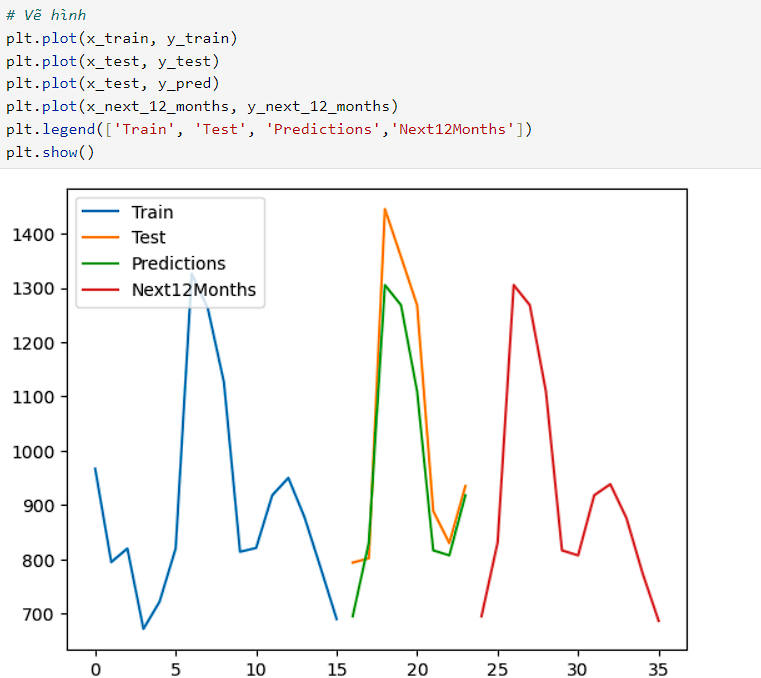 # Vẽ hình
plt.plot(x_train, y_train)
plt.plot(x_test, y_test)
plt.plot(x_test, y_pred)
plt.plot(x_next_12_months, y_next_12_months)
plt.legend(['Train', 'Test', 'Predictions','Next12Months'])
plt.show()
Train
Test
Predictions
Next12Months
1400
1300
1200
1100
1000
900
800
700
0 5 10 15 20 25 30 35